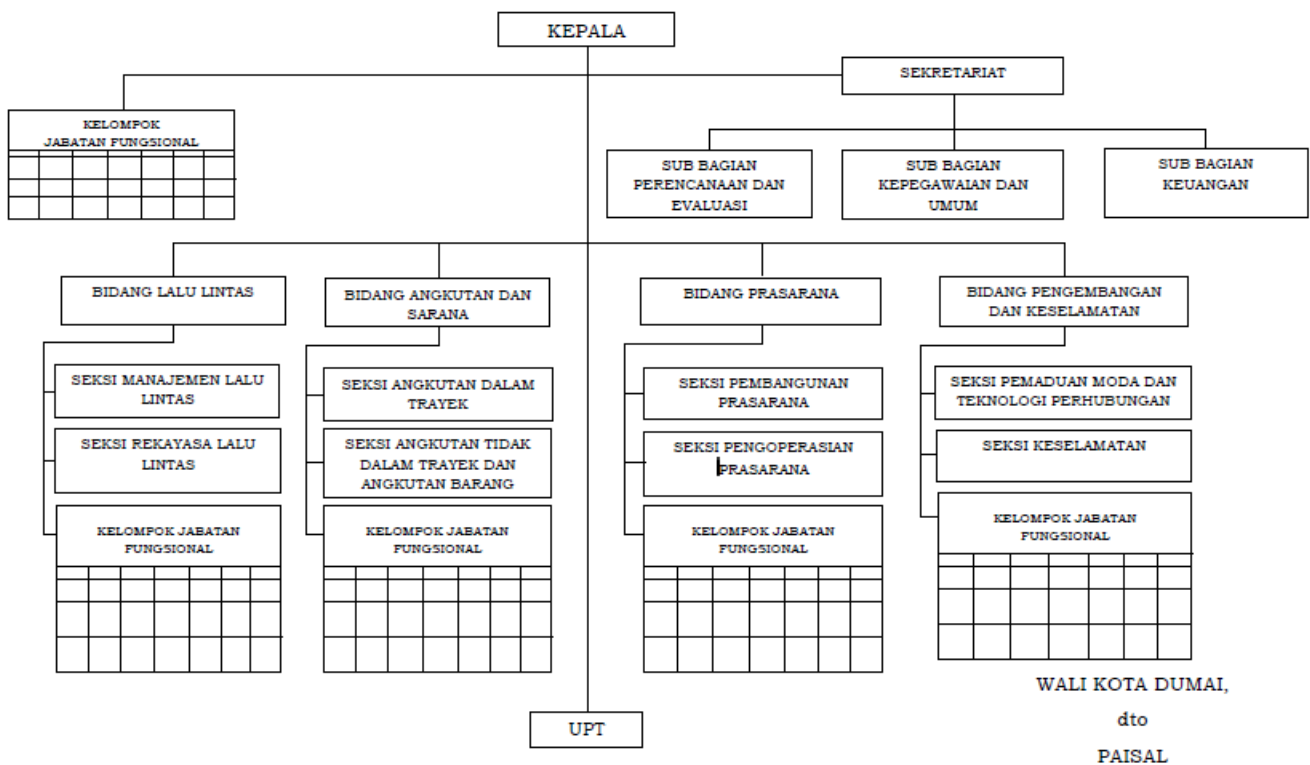 KEPALA
SEKRETARIAT
KELOMPOK
JABATAN FUNGSIONAL
SUB BAGIAN
PERENCANAAN DAN
EVALUASI
SUB BAGIAN
KEPEGAWAIAN DAN
UMUM
SUB BAGIAN
KEUANGAN
BIDANG LALU LINTAS
BIDANG ANGKUTAN DAN
SARANA
BIDANG PRASARANA
BIDANG PENGEMBANGAN
DAN KESELAMATAN
SEKSI MANAJEMEN LALU
LINTAS
SEKSI ANGKUTAN DALAM
TRAYEK
SEKSI PEMBANGUNAN
PRASARANA
SEKSI PEMADUAN MODA DAN
TEKNOLOGI PERHUBUNGAN
SEKSI REKAYASA LALU
LINTAS
SEKSI ANGKUTAN TIDAK
DALAM TRAYEK DAN
ANGKUTAN BARANG
SEKSI PENGOPERASIAN
PRASARANA
SEKSI KESELAMATAN
KELOMPOK JABATAN
FUNGSIONAL
KELOMPOK JABATAN
FUNGSIONAL
KELOMPOK JABATAN
FUNGSIONAL
KELOMPOK JABATAN
FUNGSIONAL
UPT
WALI KOTA DUMAI,
dto
PAISAL